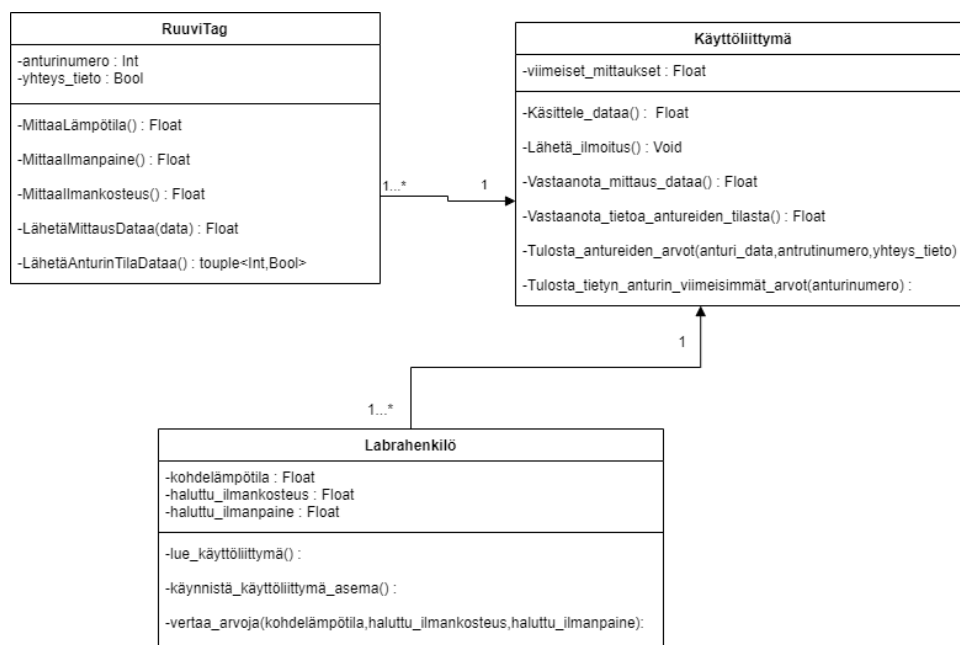 RuuviTag
-anturinumero : Int
-yhteys_tieto : Bool
-MittaaLämpötila() : Float
-MittaaIlmanpaine() : Float
-MittaaIlmankosteus() : Float
-LähetäMittausDataa(data) : Float
-LähetäAnturinTilaDataa() : touple<Int,Bool>
1...*
1
Käyttöliittymä
-viimeiset_mittaukset : Float
-Käsittele_dataa() : Float
-Lähetä_ilmoitus() : Void
-Vastaanota_mittaus_dataa() : Float
-Vastaanota_tietoa_antureiden_tilasta() : Float
-Tulosta_antureiden_arvot(anturi_data,antrutinumero,yhteys_tieto)
-Tulosta_tietyn_anturin_viimeisimmät_arvot(anturinumero) :
1
1...*
Labrahenkilö
-kohdelämpötila : Float
-haluttu_ilmankosteus : Float
-haluttu_ilmanpaine : Float
-lue_käyttöliittymä() :
-käynnistä_käyttöliittymä_asema() :
-vertaa_arvoja(kohdelämpötila,haluttu_ilmankosteus,haluttu_ilmanpaine):